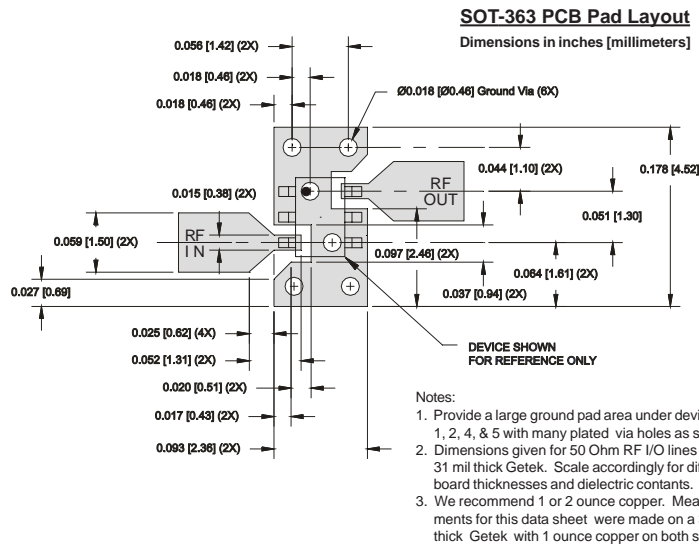 SOT-363 PCB Pad Layout
Dimensions in inches [millimeters]
0.056 [1.42] (2X)
0.018 [0.46] (2X)
0.018 [0.46] (2X)
Ø0.018 [Ø0.46] Ground Via (6X)
0.178 [4.52]
0.044 [1.10] (2X)
RF
OUT
0.015 [0.38] (2X)
0.051 [1.30]
0.059 [1.50] (2X)
RF
IN
0.097 [2.46] (2X)
0.064 [1.61] (2X)
0.027 [0.69]
0.037 [0.94] (2X)
0.025 [0.62] (4X)
0.052 [1.31] (2X)
DEVICE SHOWN
FOR REFERENCE ONLY
0.020 [0.51] (2X)
0.017 [0.43] (2X)
0.093 [2.36] (2X)
Notes:
1. Provide a large ground pad area under
1, 2, 4, & 5 with many plated via holes as
2. Dimensions given for 50 Ohm RF I/O lines
31 mil thick Getek. Scale accordingly for
board thicknesses and dielectric contants.
3. We recommend 1 or 2 ounce copper.
ments for this data sheet were made on a
thick Getek with 1 ounce copper on both